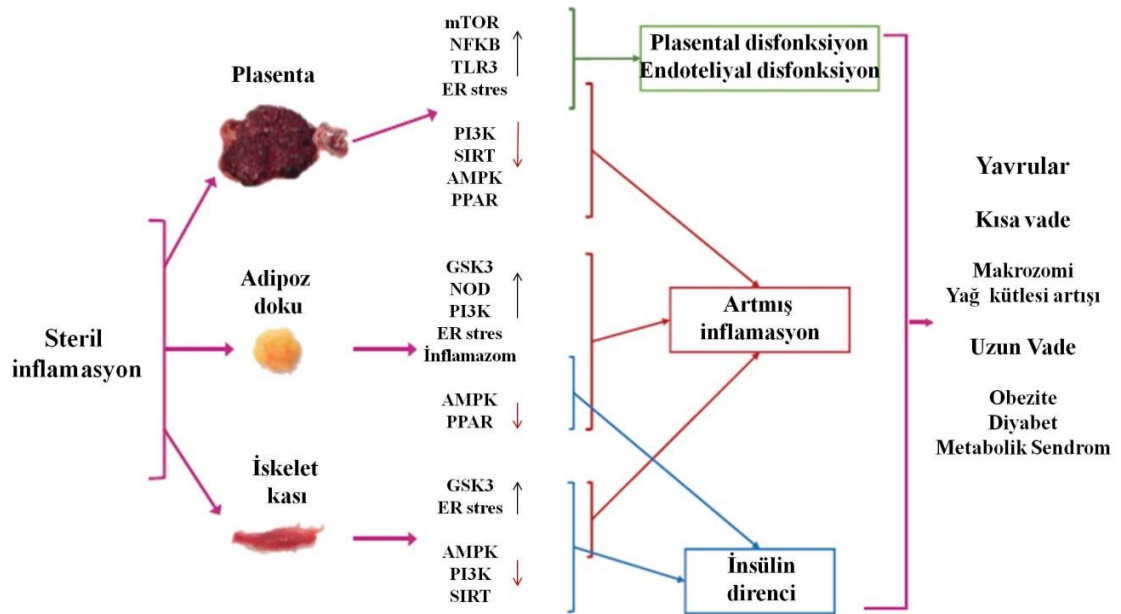 Steril
inflamasyon
Plasenta
mTOR
NFKB
TLR3
ER stres
PI3K
SIRT
AMPK
PPAR
Adipoz
doku
GSK3
NOD
PI3K
ER stres
İnflamazom
AMPK
PPAR
İskelet
kası
GSK3
ER stres
AMPK
PI3K
SIRT
Plasental disfonksiyon
Endoteliyal disfonksiyon
Artmış
inflamasyon
İnsülin
direnci
Yavrular
Kısa vade
Makrozomi
Yağ kütlesi artışı
Uzun Vade
Obezite
Diyabet
Metabolik Sendrom